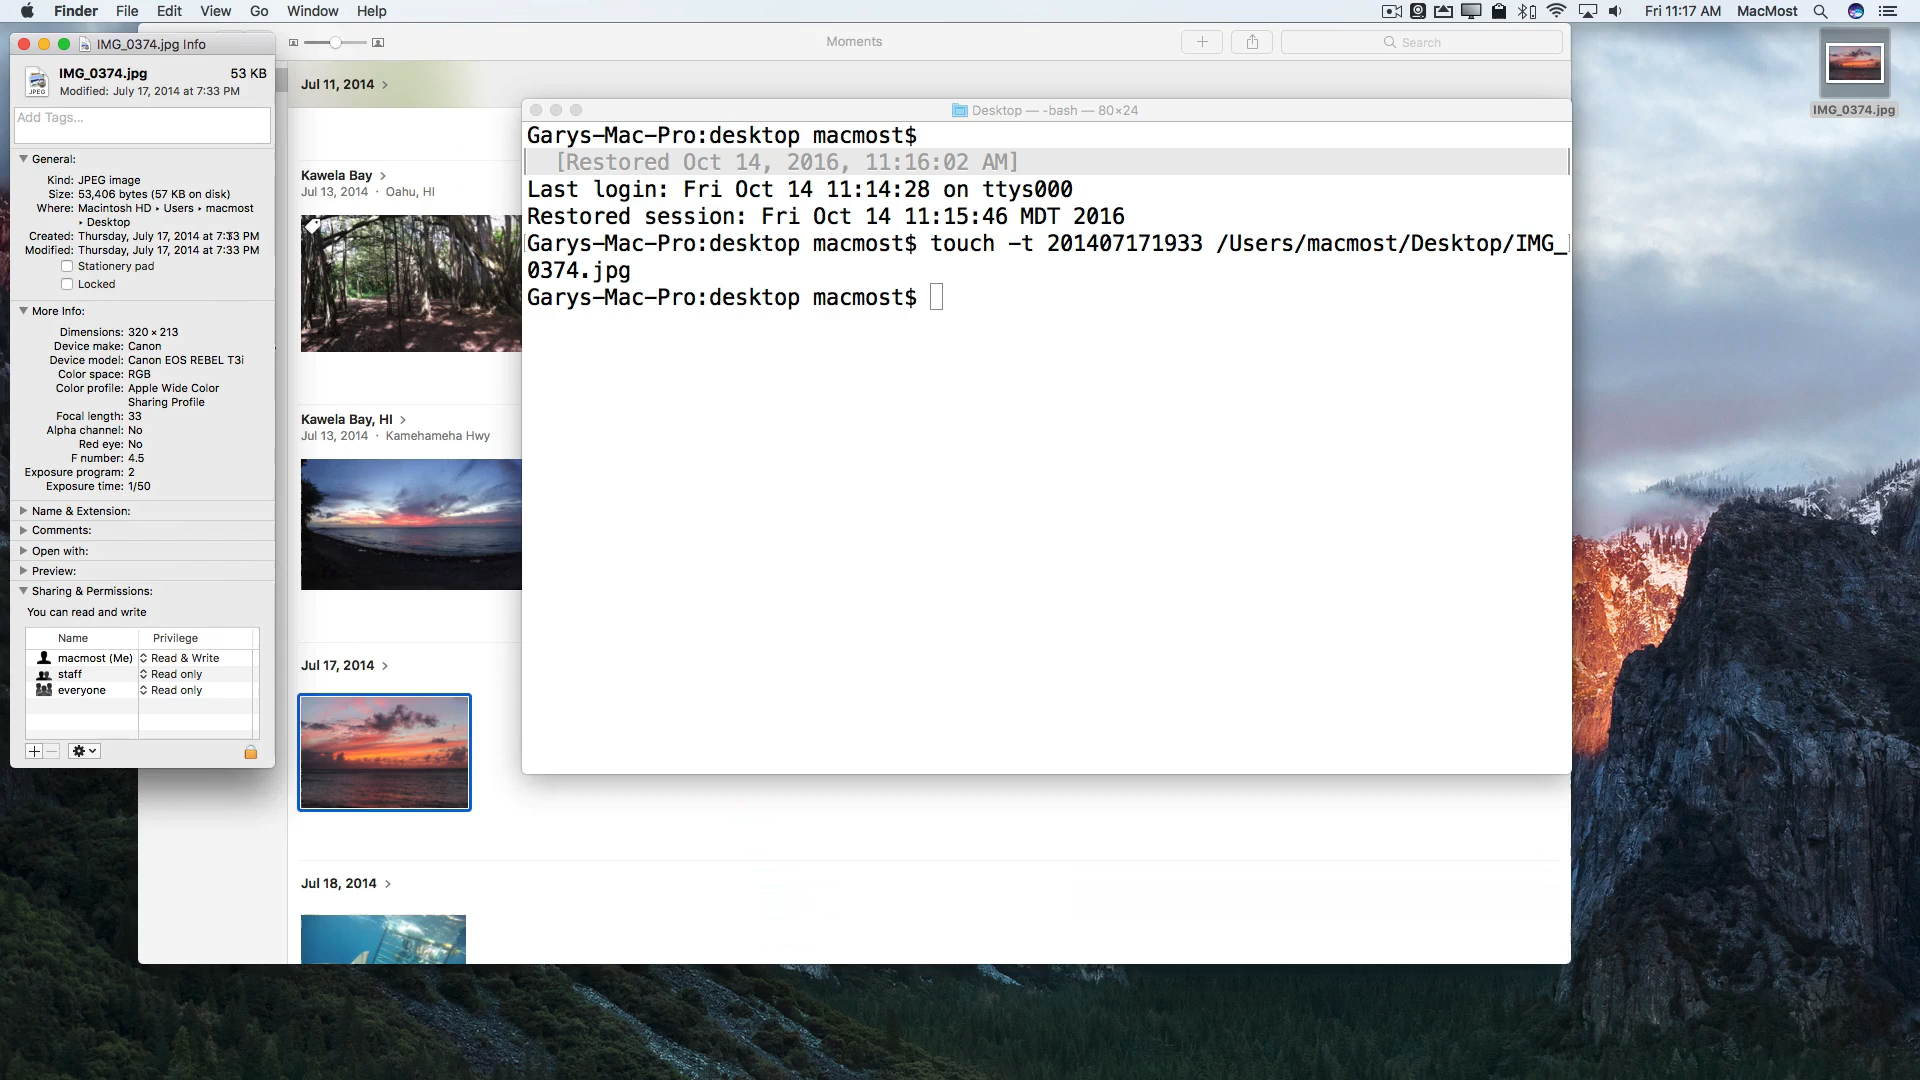 Finder File Edit View Go Window Help Fri 11:17 AM MacMost
IMG_0374.jpg Info
IMG_0374.jpg 53 KB
Modified: July 17, 2014 at 7:33 PM
Add Tags...
General:
Kind: JPEG image
Size: 53,406 bytes (57 KB on disk)
Where: Macintosh HD ▸ Users ▸ macmost
▸ Desktop
Created: Thursday, July 17, 2014 at 7:33 PM
Modified: Thursday, July 17, 2014 at 7:33 PM
Stationery pad
Locked
More Info:
Dimensions: 320 × 213
Device make: Canon
Device model: Canon EOS REBEL T3i
Color space: RGB
Color profile: Apple Wide Color
Sharing Profile
Focal length: 33
Alpha channel: No
Red eye: No
F number: 4.5
Exposure program: 2
Exposure time: 1/50
Name & Extension:
Comments:
Open with:
Preview:
Sharing & Permissions:
You can read and write
Name Privilege
macmost (Me) Read & Write
staff Read only
everyone Read only
Moments
Search
Jul 11, 2014 >
Kawela Bay >
Jul 13, 2014 · Oahu, HI
Kawela Bay, HI >
Jul 13, 2014 · Kamehameha Hwy
Jul 17, 2014 >
Jul 18, 2014 >
Desktop — -bash — 80×24
Garys-Mac-Pro:desktop macmost$
[Restored Oct 14, 2016, 11:16:02 AM]
Last login: Fri Oct 14 11:14:28 on ttys000
Restored session: Fri Oct 14 11:15:46 MDT 2016
Garys-Mac-Pro:desktop macmost$ touch -t 201407171933 /Users/macmost/Desktop/IMG_
0374.jpg
Garys-Mac-Pro:desktop macmost$
IMG_0374.jpg